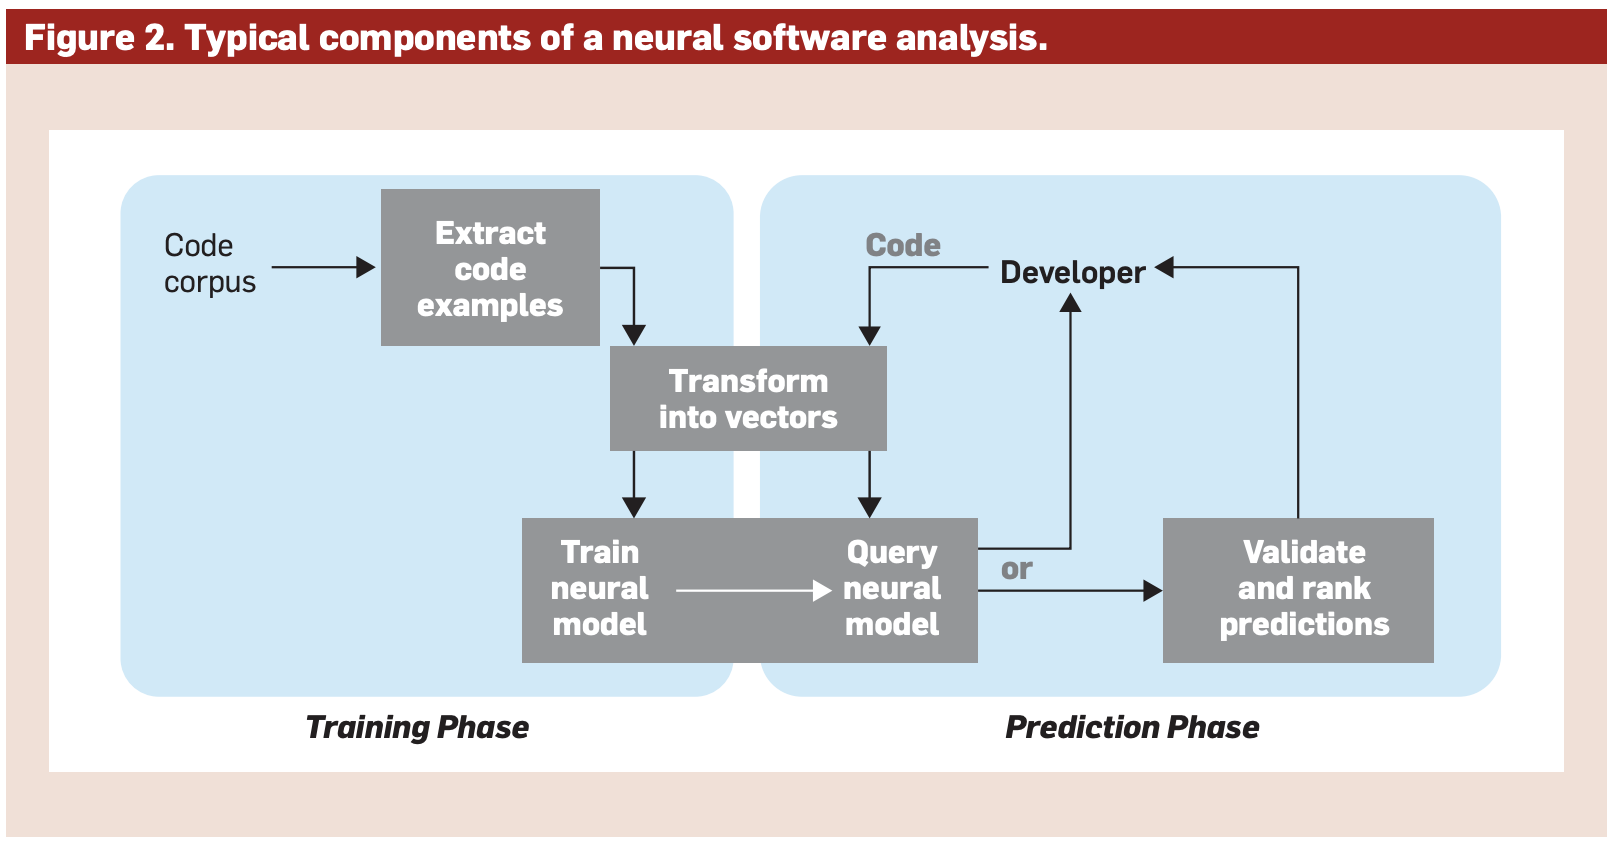 Figure 2. Typical components of a neural software analysis.
Code
corpus
Extract
code
examples
Code
Developer
Transform
into vectors
Train
neural
model
Query
neural
model
or
Validate
and rank
predictions
Training Phase
Prediction Phase